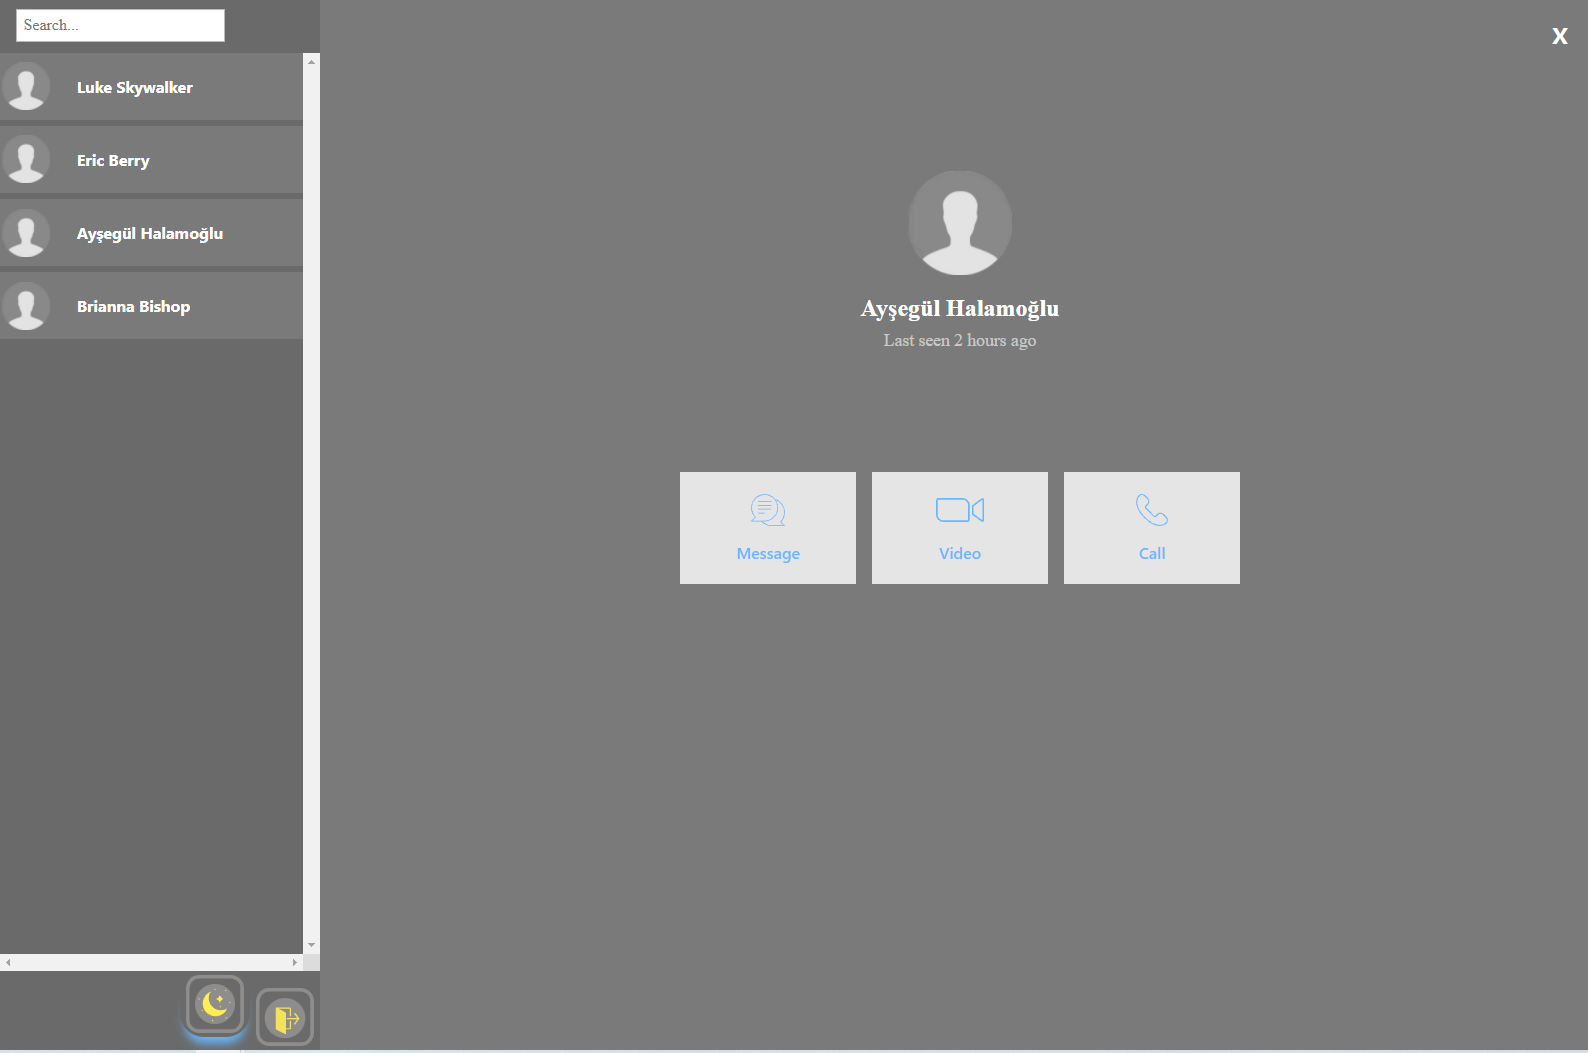 Search...
X
Luke Skywalker
Eric Berry
Ayşegül Halamoğlu
Brianna Bishop
Ayşegül Halamoğlu
Last seen 2 hours ago
Message
Video
Call